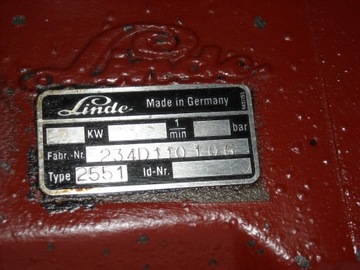 Linde Made in Germany
KW 1 min bar
Fabr.-Nr. 234D110106
Type 2551 Id-Nr.